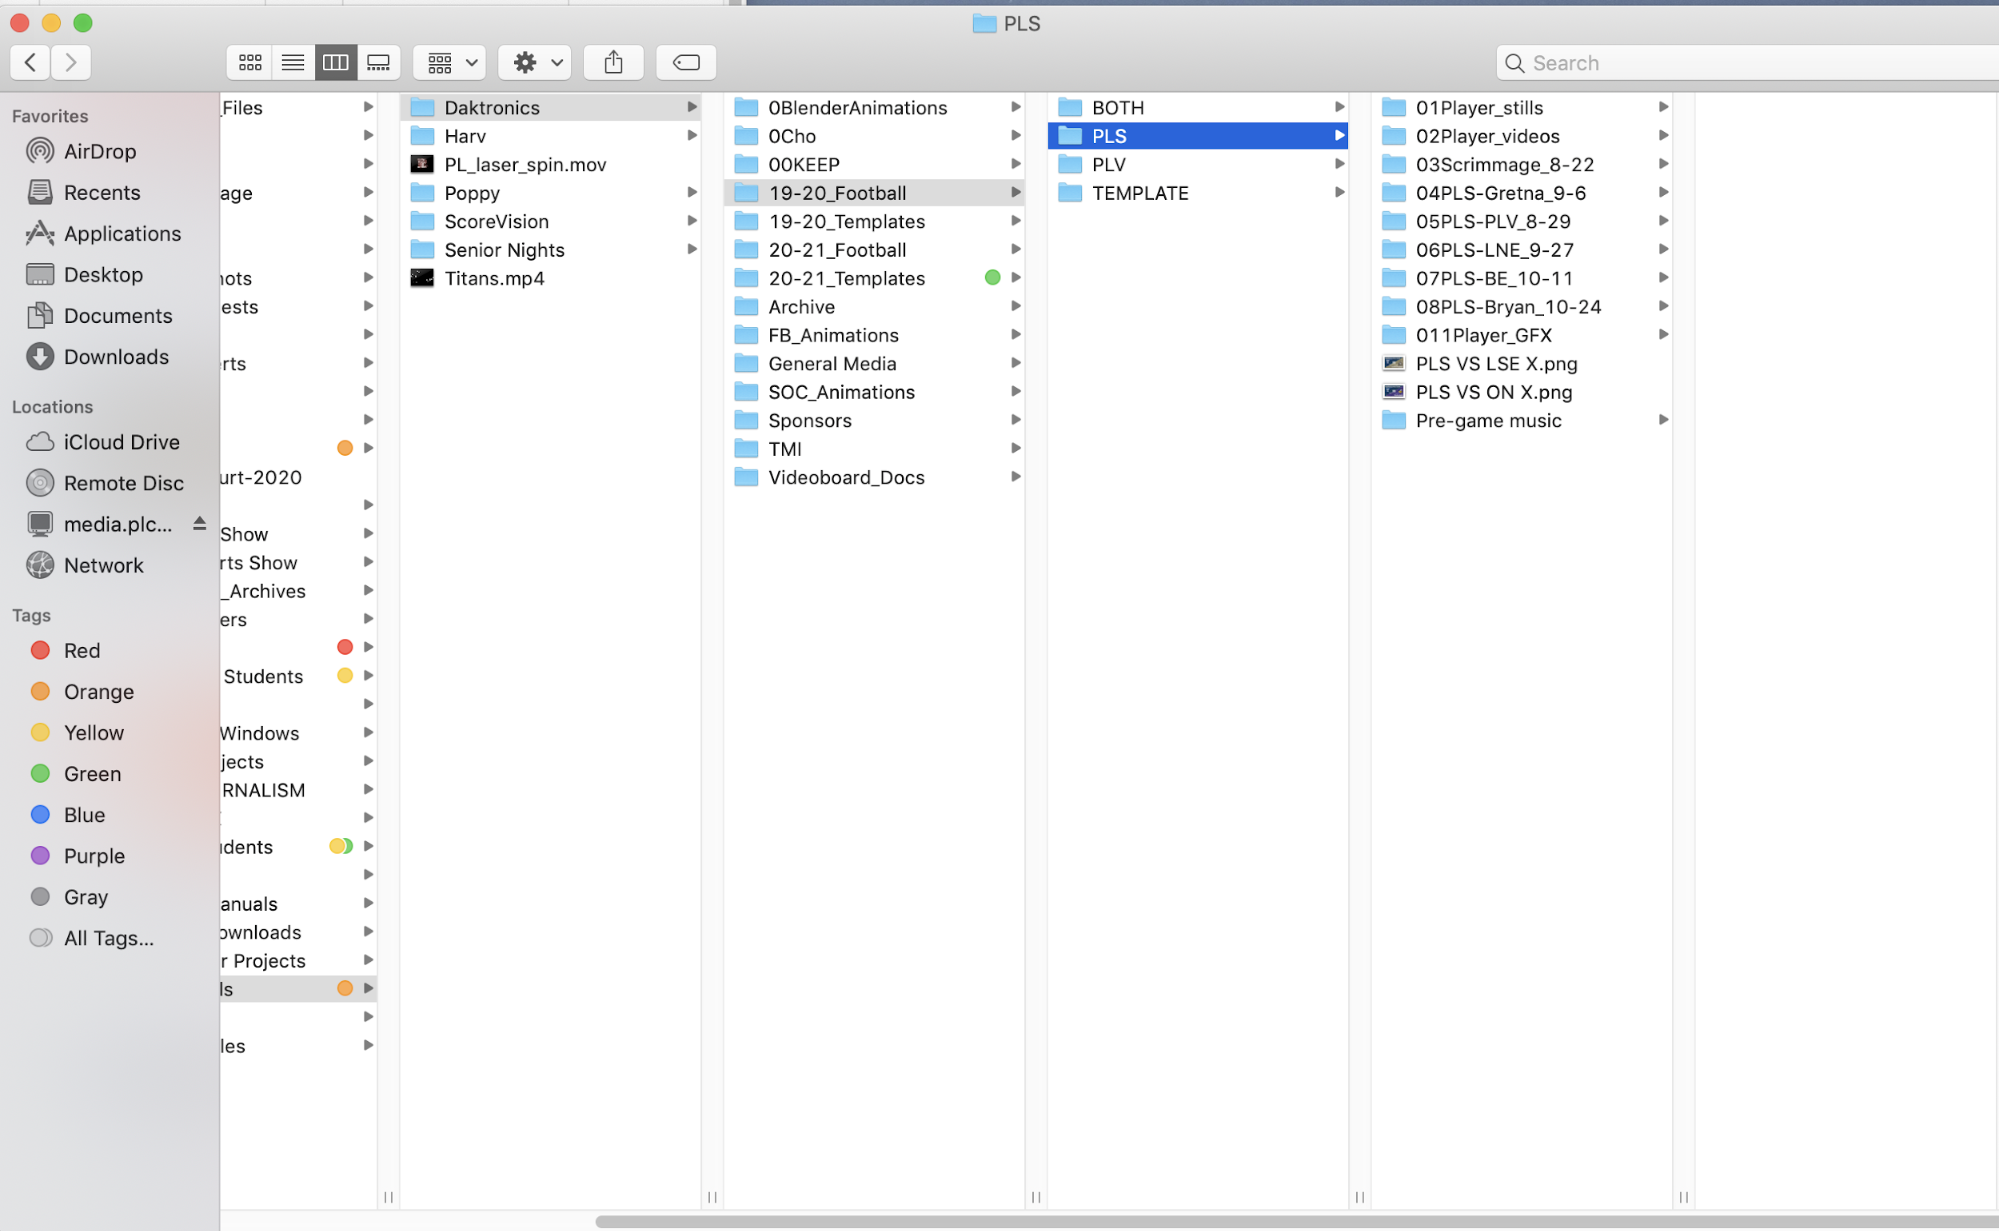 PLS
Search
Favorites
AirDrop
Recents
Applications
Desktop
Documents
Downloads
Locations
iCloud Drive
Remote Disc
media.plc...
Network
Tags
Red
Orange
Yellow
Green
Blue
Purple
Gray
All Tags...
_Files
age
ots
ests
rts
urt-2020
Show
rts Show
_Archives
ers
Students
Windows
jects
RNALISM
dents
anuals
ownloads
r Projects
ls
les
Daktronics
Harv
PL_laser_spin.mov
Poppy
ScoreVision
Senior Nights
Titans.mp4
0BlenderAnimations
0Cho
00KEEP
19-20_Football
19-20_Templates
20-21_Football
20-21_Templates
Archive
FB_Animations
General Media
SOC_Animations
Sponsors
TMI
Videoboard_Docs
BOTH
PLS
PLV
TEMPLATE
01Player_stills
02Player_videos
03Scrimmage_8-22
04PLS-Gretna_9-6
05PLS-PLV_8-29
06PLS-LNE_9-27
07PLS-BE_10-11
08PLS-Bryan_10-24
011Player_GFX
PLS VS LSE X.png
PLS VS ON X.png
Pre-game music